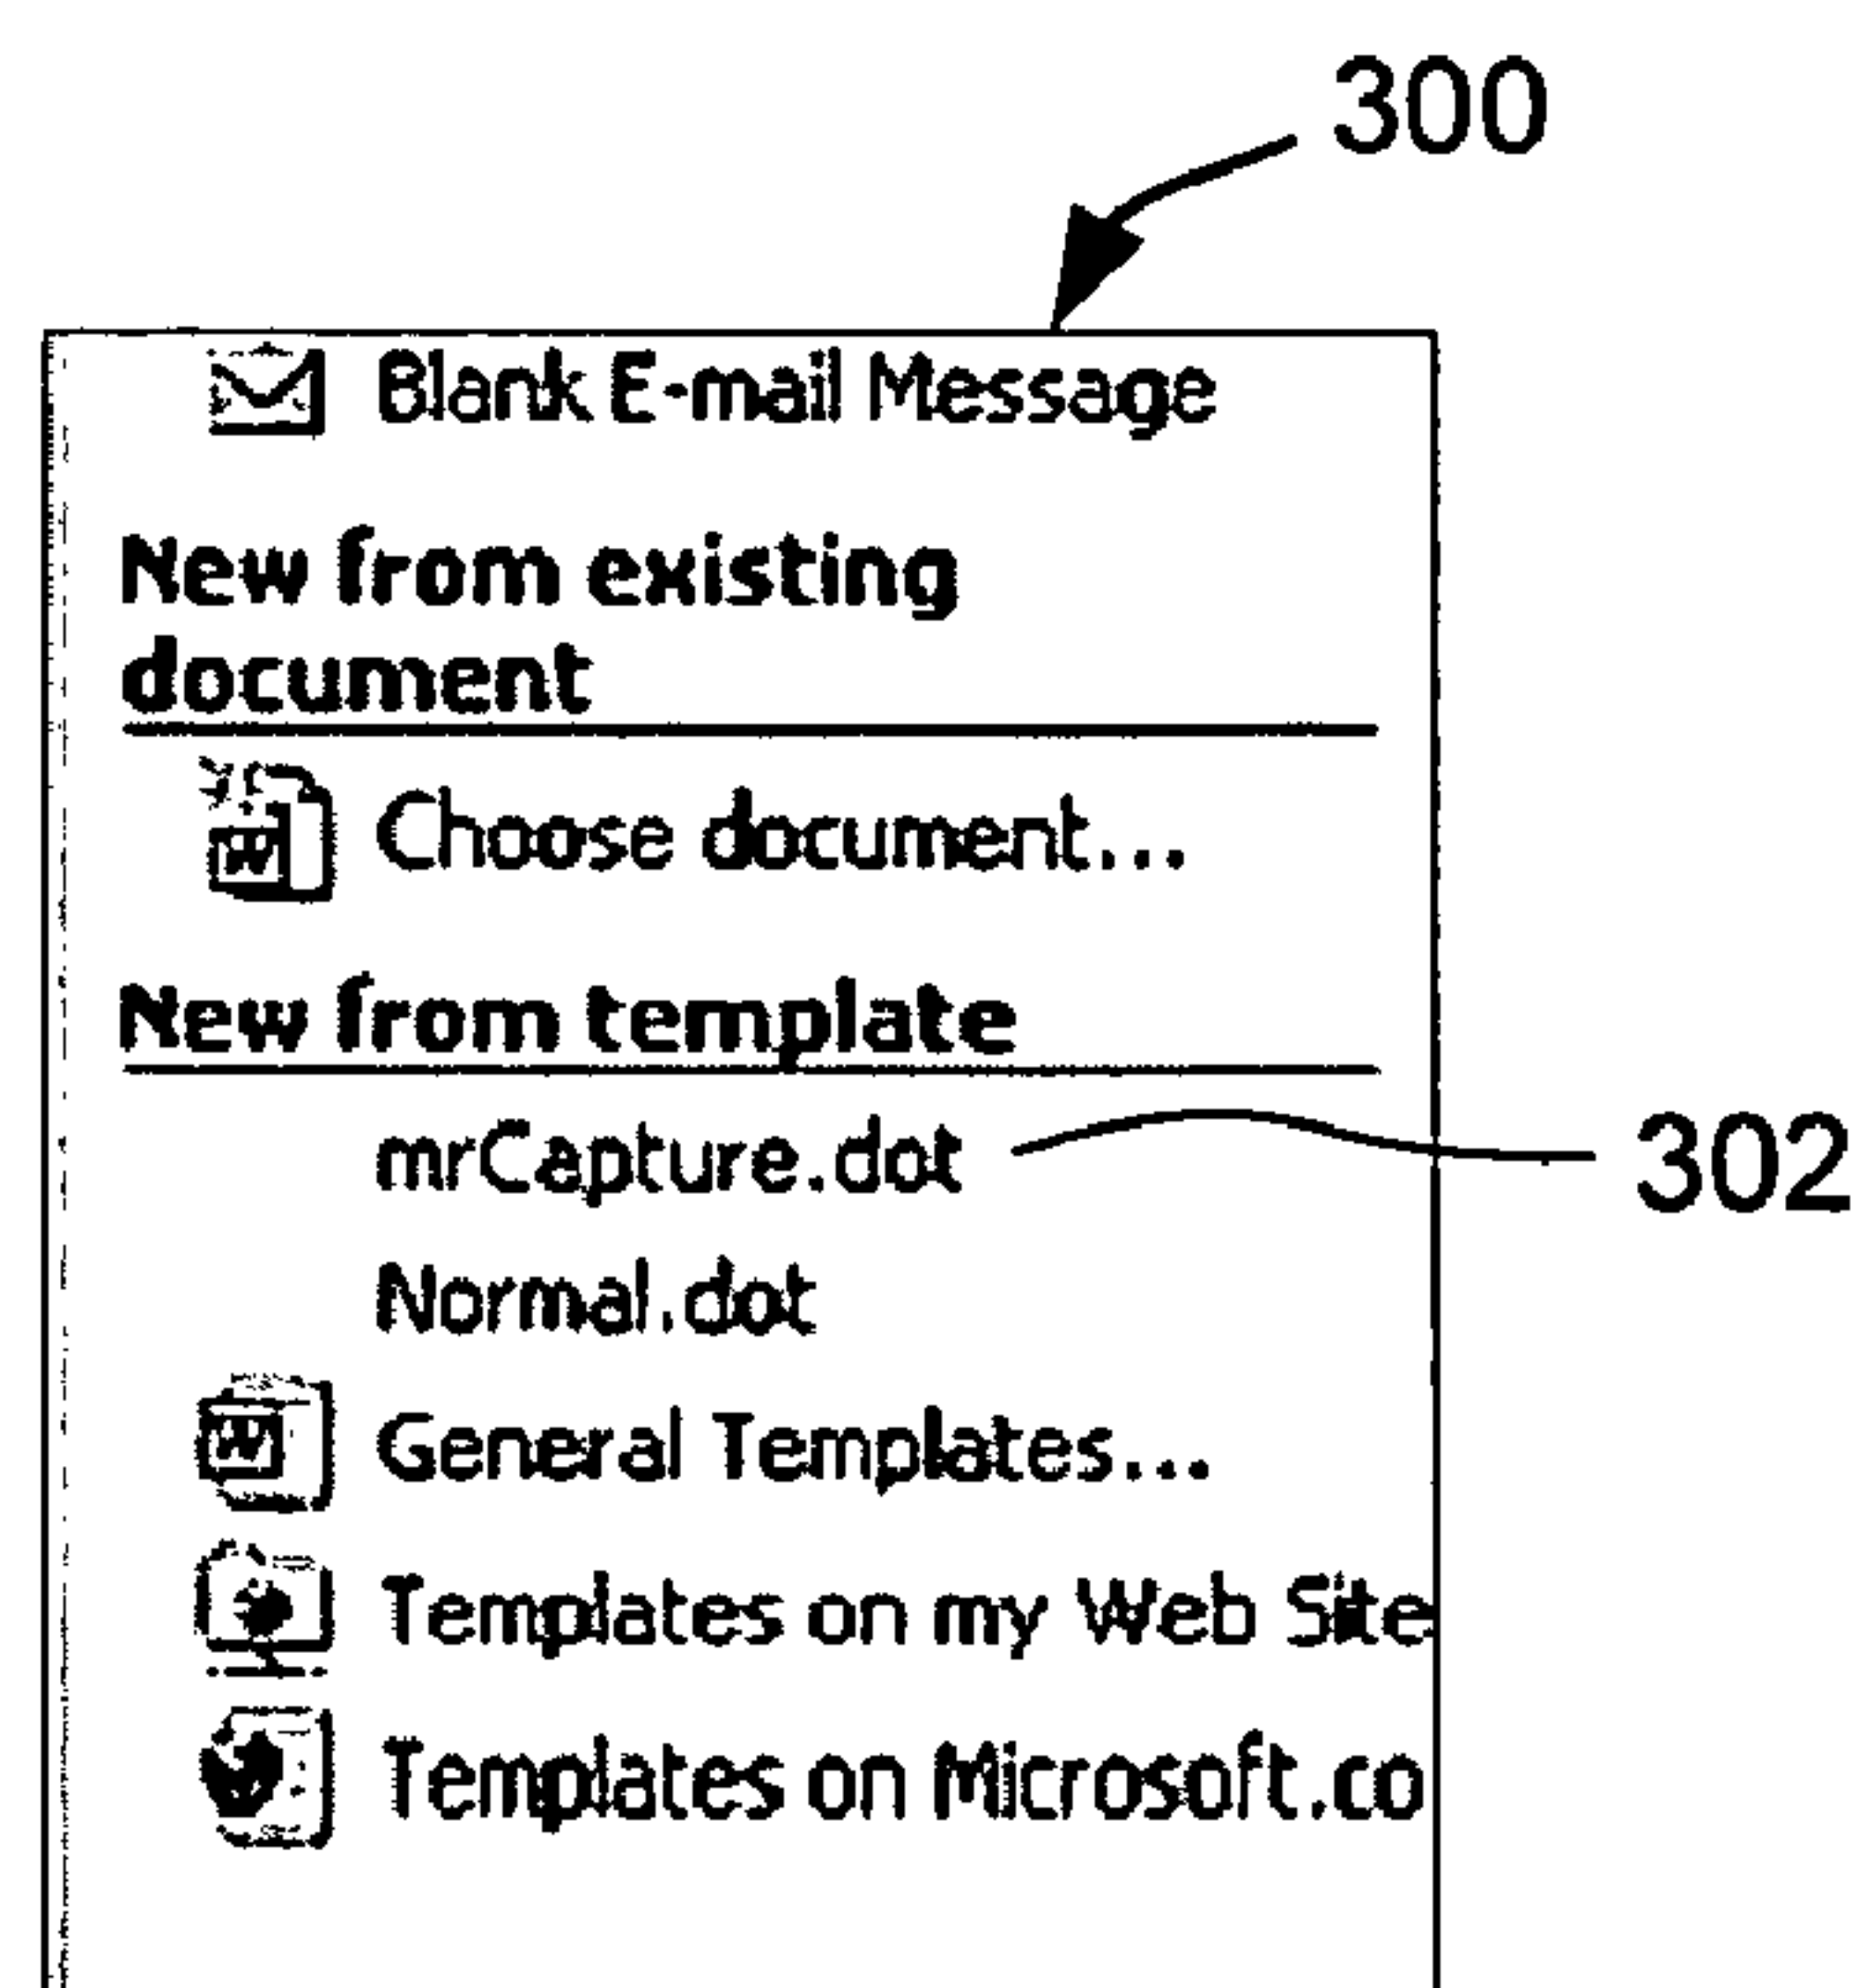 300
Blank E-mail Message
New from existing
document
Choose document...
New from template
mrCapture.dot
302
Normal.dot
General Templates...
Templates on my Web Site
Templates on Microsoft.co